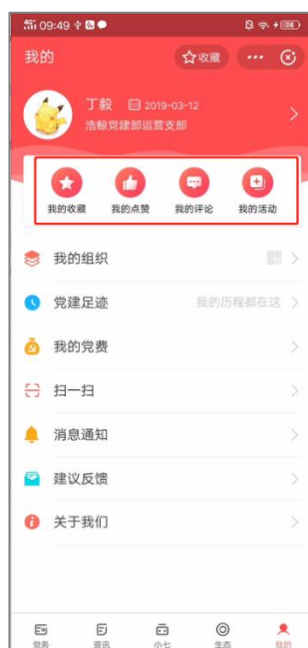 4G 09:49
我的
收藏
丁毅 2019-03-12
浩鲸党建部运营支部
我的收藏 我的点赞 我的评论 我的活动
我的组织
党建足迹 我的历程都在这
我的党费
扫一扫
消息通知
建议反馈
关于我们
党务 资讯 小七 生态 我的